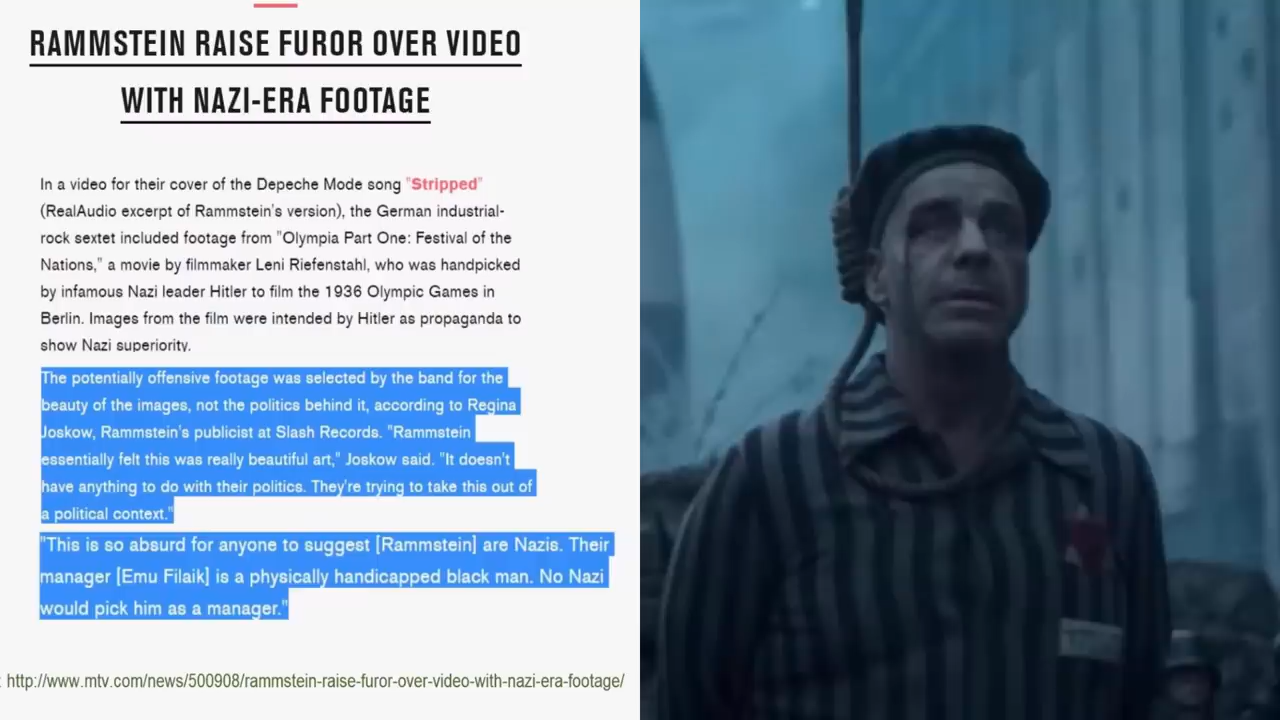 RAMMSTEIN RAISE FUROR OVER VIDEO
WITH NAZI-ERA FOOTAGE
In a video for their cover of the Depeche Mode song "Stripped"
(RealAudio excerpt of Rammstein's version), the German industrial-
rock sextet included footage from "Olympia Part One: Festival of the
Nations," a movie by filmmaker Leni Riefenstahl, who was handpicked
by infamous Nazi leader Hitler to film the 1936 Olympic Games in
Berlin. Images from the film were intended by Hitler as propaganda to
show Nazi superiority.
The potentially offensive footage was selected by the band for the
beauty of the images, not the politics behind it, according to Regina
Joskow, Rammstein's publicist at Slash Records. "Rammstein
essentially felt this was really beautiful art," Joskow said. "It doesn't
have anything to do with their politics. They're trying to take this out of
a political context."
"This is so absurd for anyone to suggest [Rammstein] are Nazis. Their
manager [Emu Filaik] is a physically handicapped black man. No Nazi
would pick him as a manager."
: http://www.mtv.com/news/500908/rammstein-raise-furor-over-video-with-nazi-era-footage/